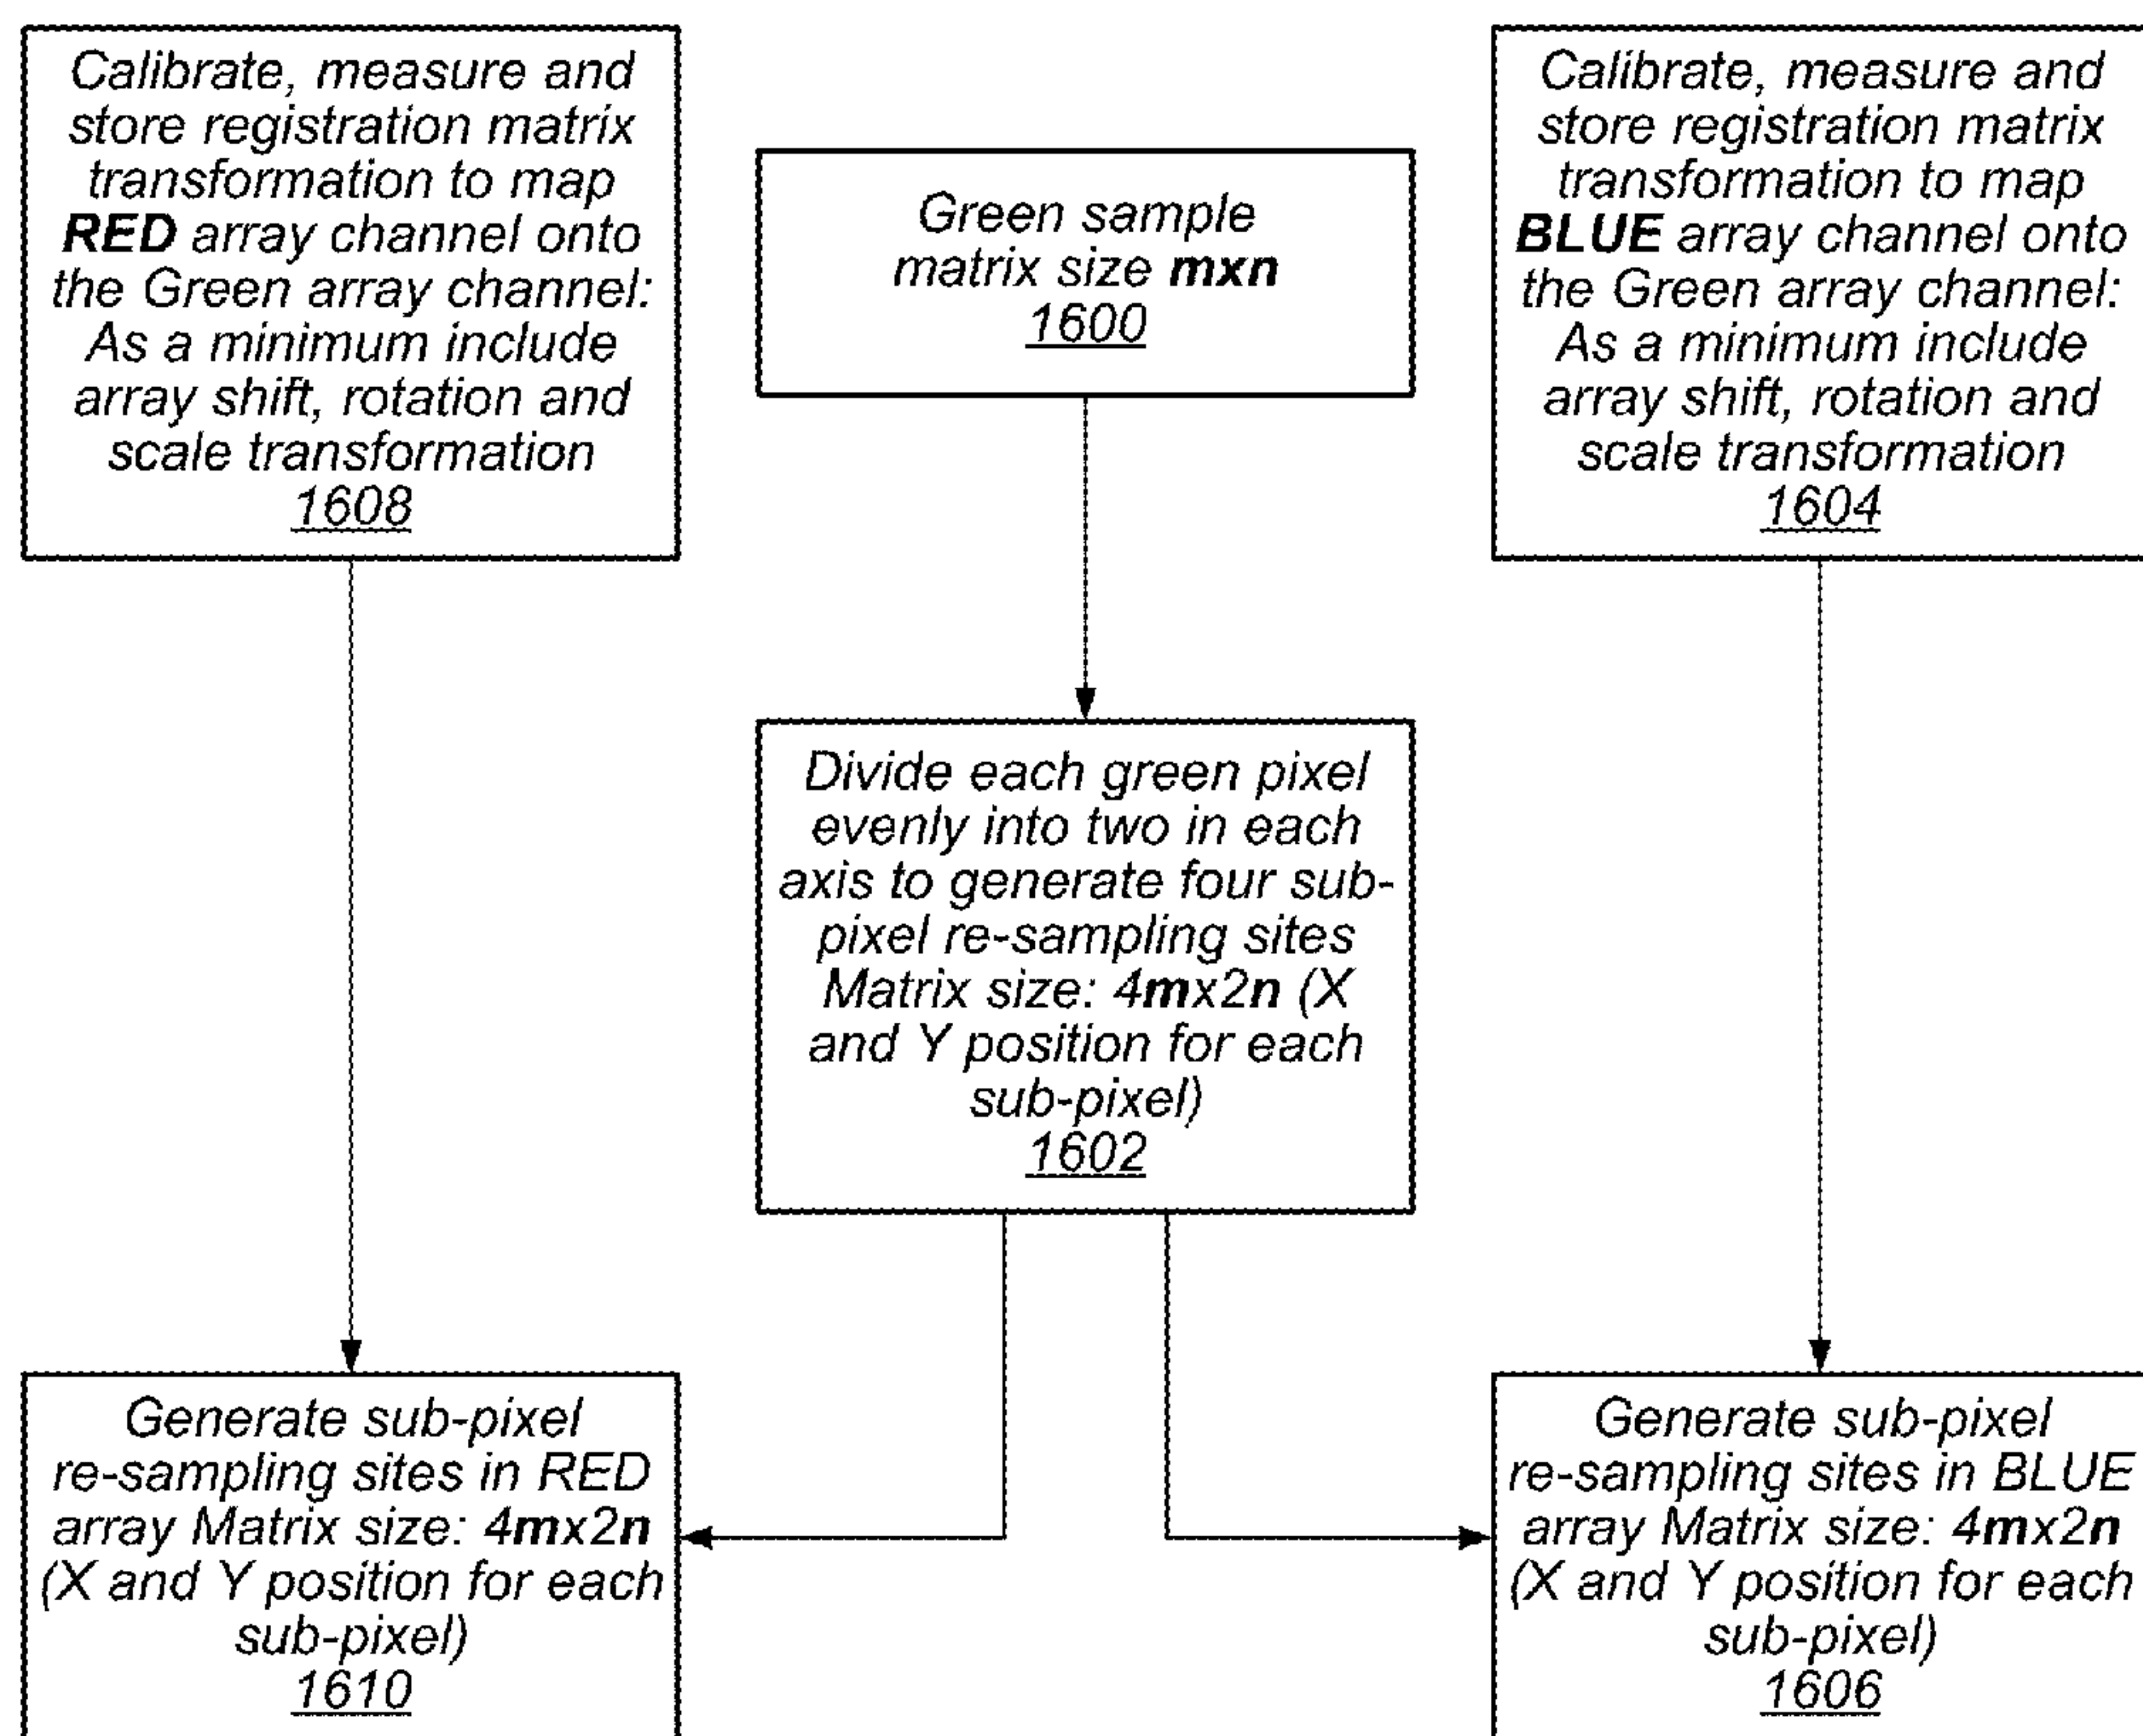 Calibrate, measure and
store registration matrix
transformation to map
RED array channel onto
the Green array channel:
As a minimum include
array shift, rotation and
scale transformation
1608
Green sample
matrix size mxn
1600
Calibrate, measure and
store registration matrix
transformation to map
BLUE array channel onto
the Green array channel:
As a minimum include
array shift, rotation and
scale transformation
1604
Divide each green pixel
evenly into two in each
axis to generate four sub-
pixel re-sampling sites
Matrix size: 4mx2n (X
and Y position for each
sub-pixel)
1602
Generate sub-pixel
re-sampling sites in RED
array Matrix size: 4mx2n
(X and Y position for each
sub-pixel)
1610
Generate sub-pixel
re-sampling sites in BLUE
array Matrix size: 4mx2n
(X and Y position for each
sub-pixel)
1606